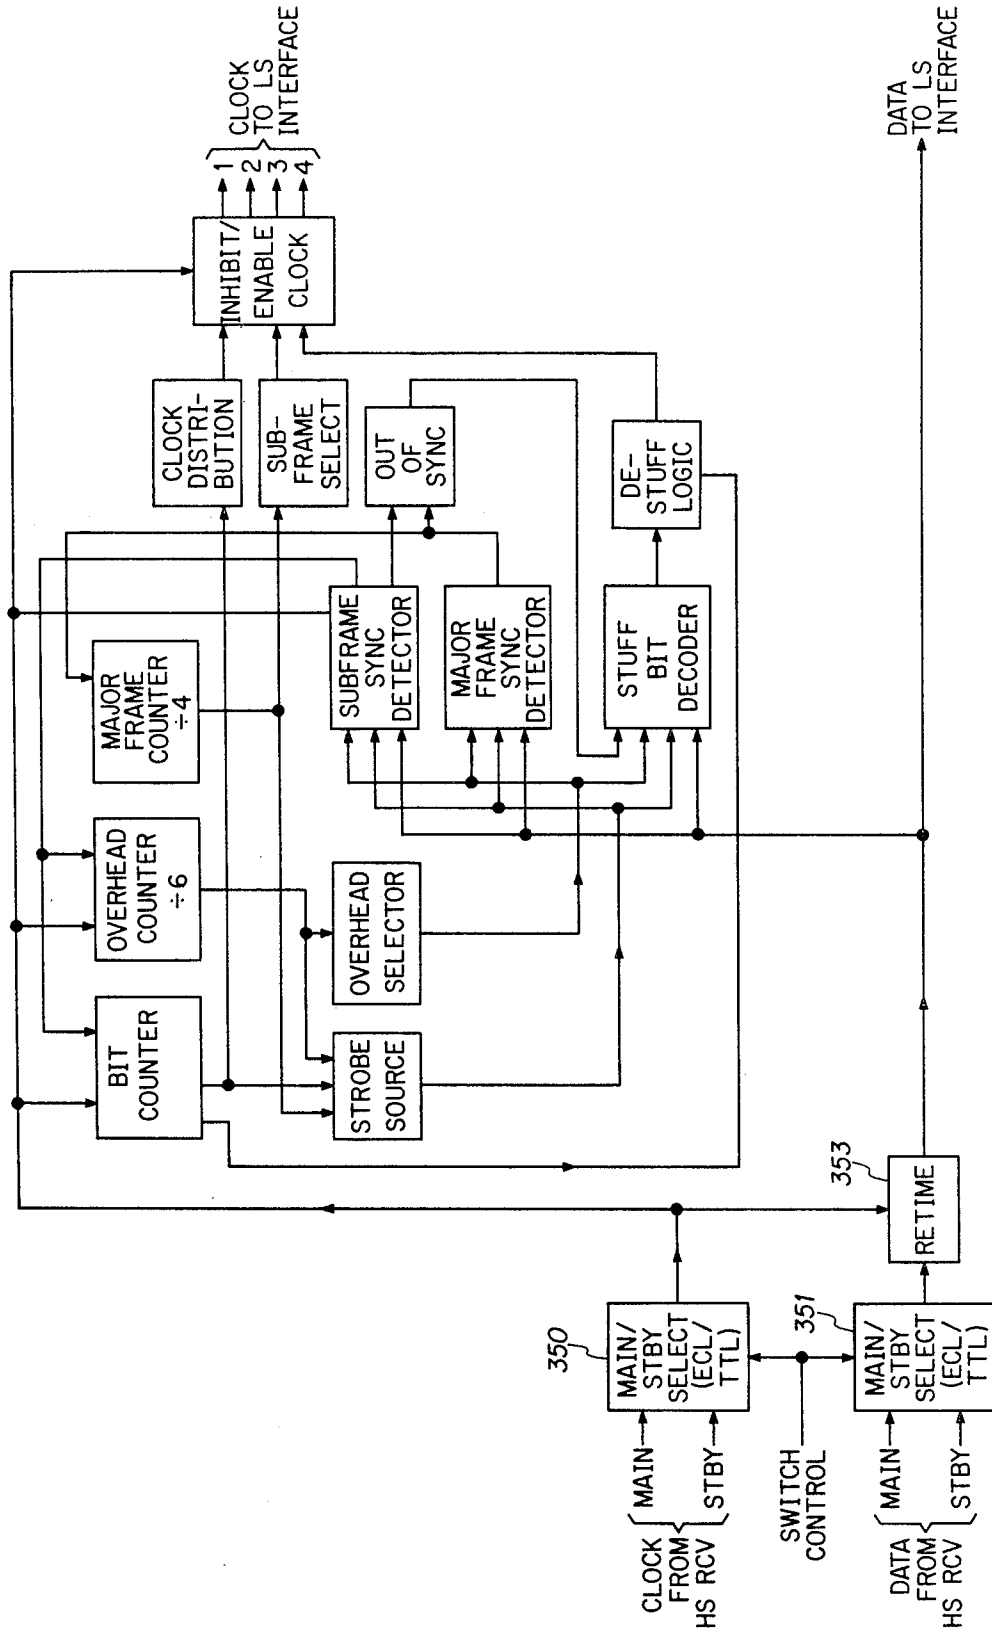 CLOCK
FROM
HS RCV
MAIN
STBY
350
MAIN/
STBY
SELECT
(ECL/
TTL)
SWITCH
CONTROL
DATA
FROM
HS RCV
MAIN
STBY
351
MAIN/
STBY
SELECT
(ECL/
TTL)
353
RETIME
BIT
COUNTER
OVERHEAD
COUNTER
÷6
MAJOR
FRAME
COUNTER
÷4
STROBE
SOURCE
OVERHEAD
SELECTOR
SUBFRAME
SYNC
DETECTOR
MAJOR
FRAME
SYNC
DETECTOR
STUFF
BIT
DECODER
CLOCK
DISTRI-
BUTION
SUB-
FRAME
SELECT
OUT
OF
SYNC
DE-
STUFF
LOGIC
INHIBIT/
ENABLE
CLOCK
1
2
3
4
CLOCK
TO LS
INTERFACE
DATA
TO LS
INTERFACE